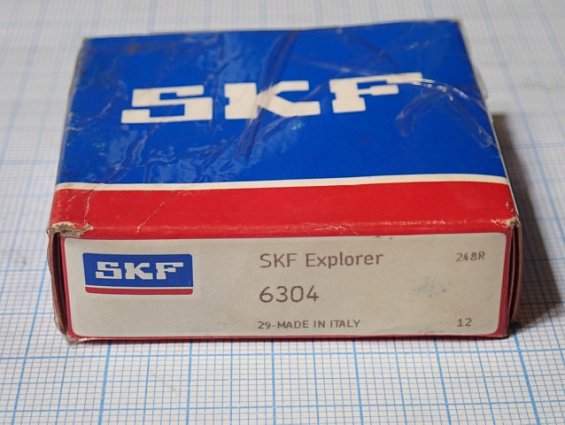 SKF
SKF
SKF Explorer 248R
6304
29-MADE IN ITALY 12